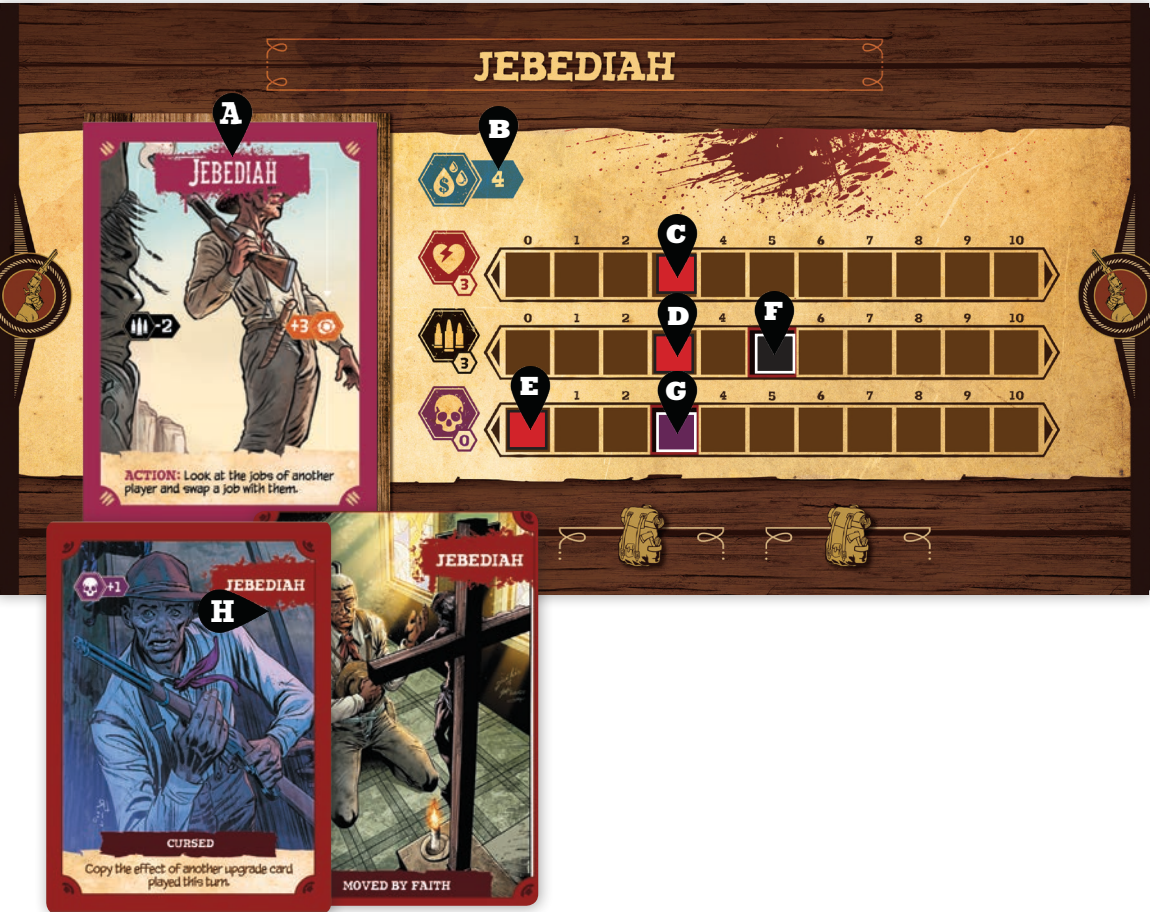 JEBEDIAH
A
B
JEBEDIAH
4
C
0 1 2 4 5 6 7 8 9 10
3
D
F
0 1 2 4 6 7 8 9 10
-2
+3
3
E
G
0 1 2 4 5 6 7 8 9 10
0
ACTION: Look at the jobs of another
player and swap a job with them.
+1
JEBEDIAH
JEBEDIAH
H
CURSED
Copy the effect of another upgrade card
played this turn.
MOVED BY FAITH